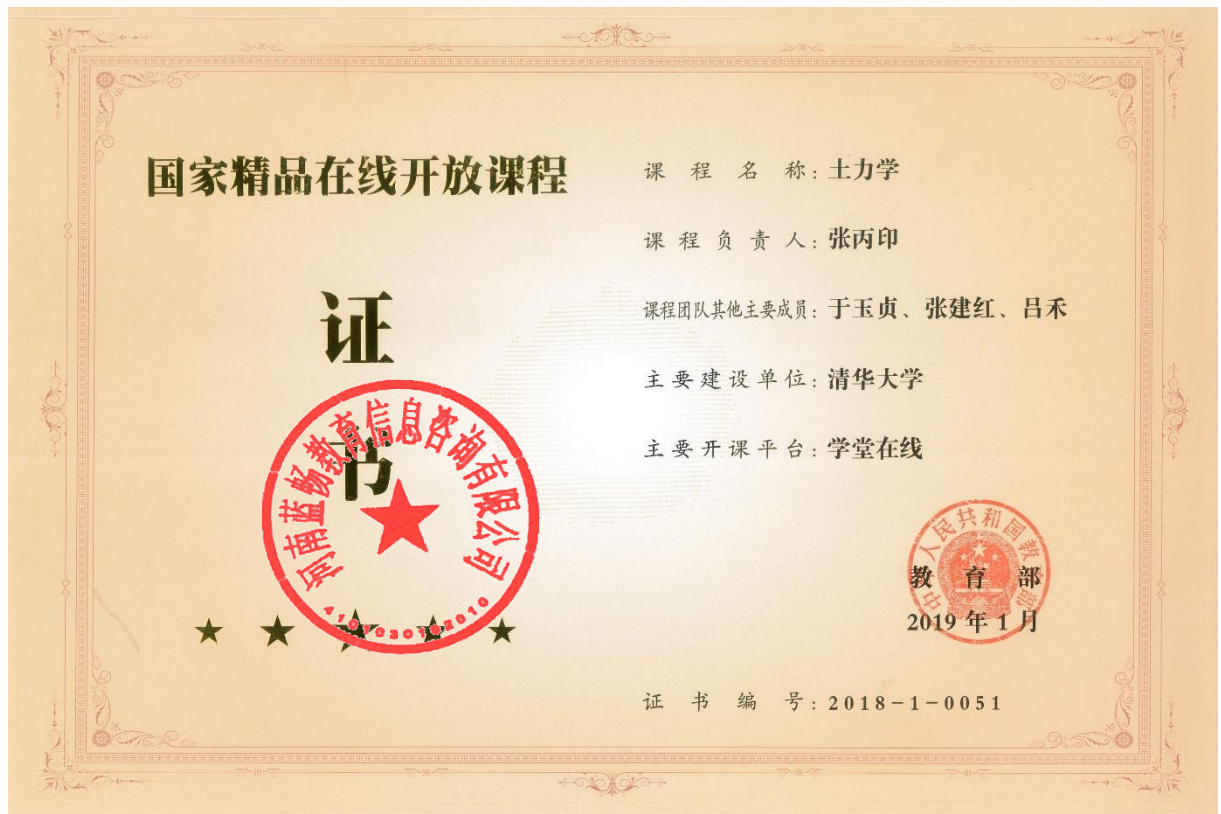 国家精品在线开放课程
证
书
河南蓝畅教育信息咨询有限公司
课程名称:土力学
课程负责人:张丙印
课程团队其他主要成员:于玉贞、张建红、吕禾
主要建设单位:清华大学
主要开课平台:学堂在线
中华人民共和国教育部
教育部
2019年1月
证书编号:2018-1-0051